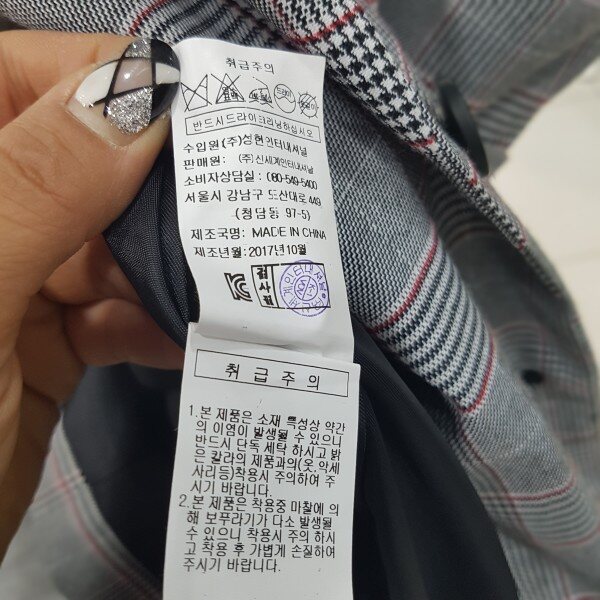 취급주의
드라이
반드시드라이크리닝하십시오
수입원 (주)성현인터내셔널
판매원: (주)신세계인터내셔날
소비자상담실: 080-549-5400
서울시 강남구 도산대로 449
(청담동 97-5)
제조국명: MADE IN CHINA
제조년월: 2017년10월
검사필
취급주의
1.본 제품은 소재 특성상 약간
의 이염이 발생될 수 있으니
반드시 단독 세탁 하시고 밝
은 칼라의 제품과의(옷,악세
사리등)착용시 주의하여 주
시기 바랍니다.
2.본 제품은 착용중 마찰에 의
해 보푸라기가 다소 발생될
수 있으니 착용시 주의 하시
고 착용 후 가볍게 손질하여
주시기 바랍니다.